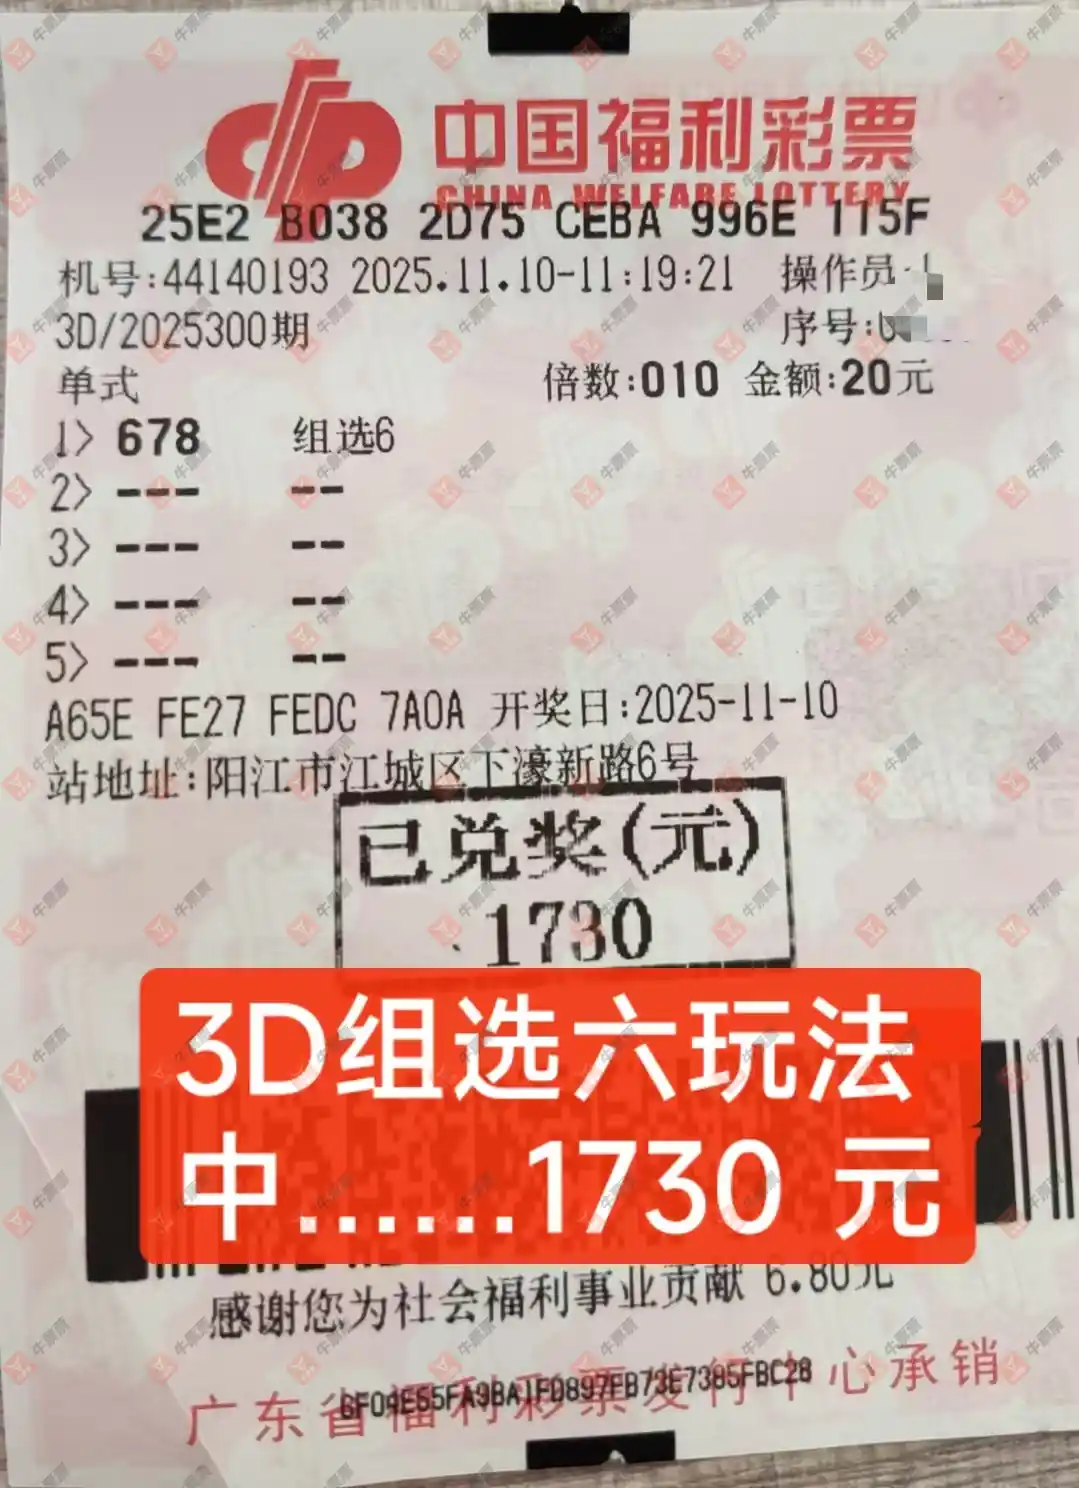 中国福利彩票
CHINA WELFARE LOTTERY
25E2 B038 2D75 CEBA 996E 115F
机号:44140193 2025.11.10-11:19:21 操作员
3D/2025300期 序号:
单式 倍数:010 金额:20元
1> 678 组选6
2> --- --
3> --- --
4> --- --
5> --- --
A65E FE27 FEDC 7A0A 开奖日:2025-11-10
站地址:阳江市江城区下濠新路6号
已兑奖(元)
1730
3D组选六玩法
中......1730 元
感谢您为社会福利事业贡献 6.80元
广东省福利彩票发行中心承销
牛票票